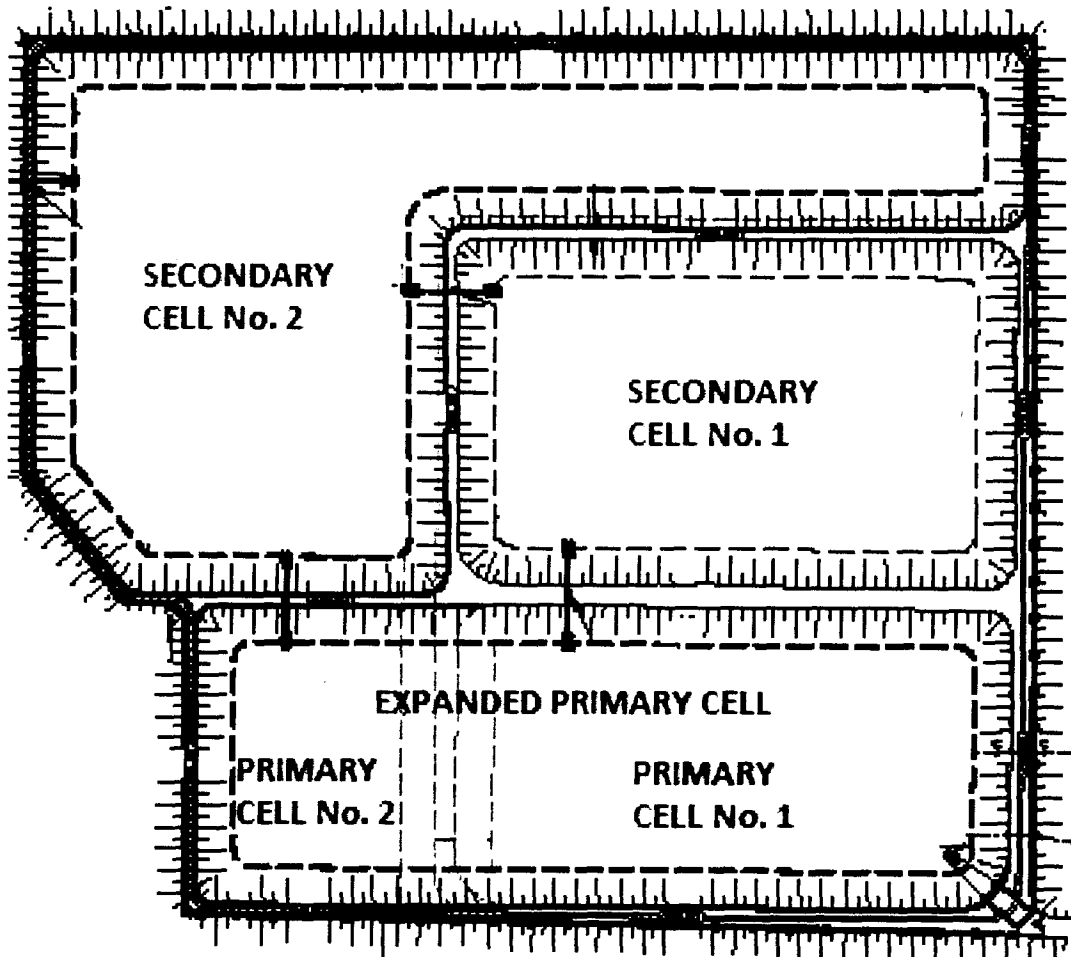 SECONDARY
CELL No. 2
SECONDARY
CELL No. 1
EXPANDED PRIMARY CELL
PRIMARY
CELL No. 2
PRIMARY
CELL No. 1